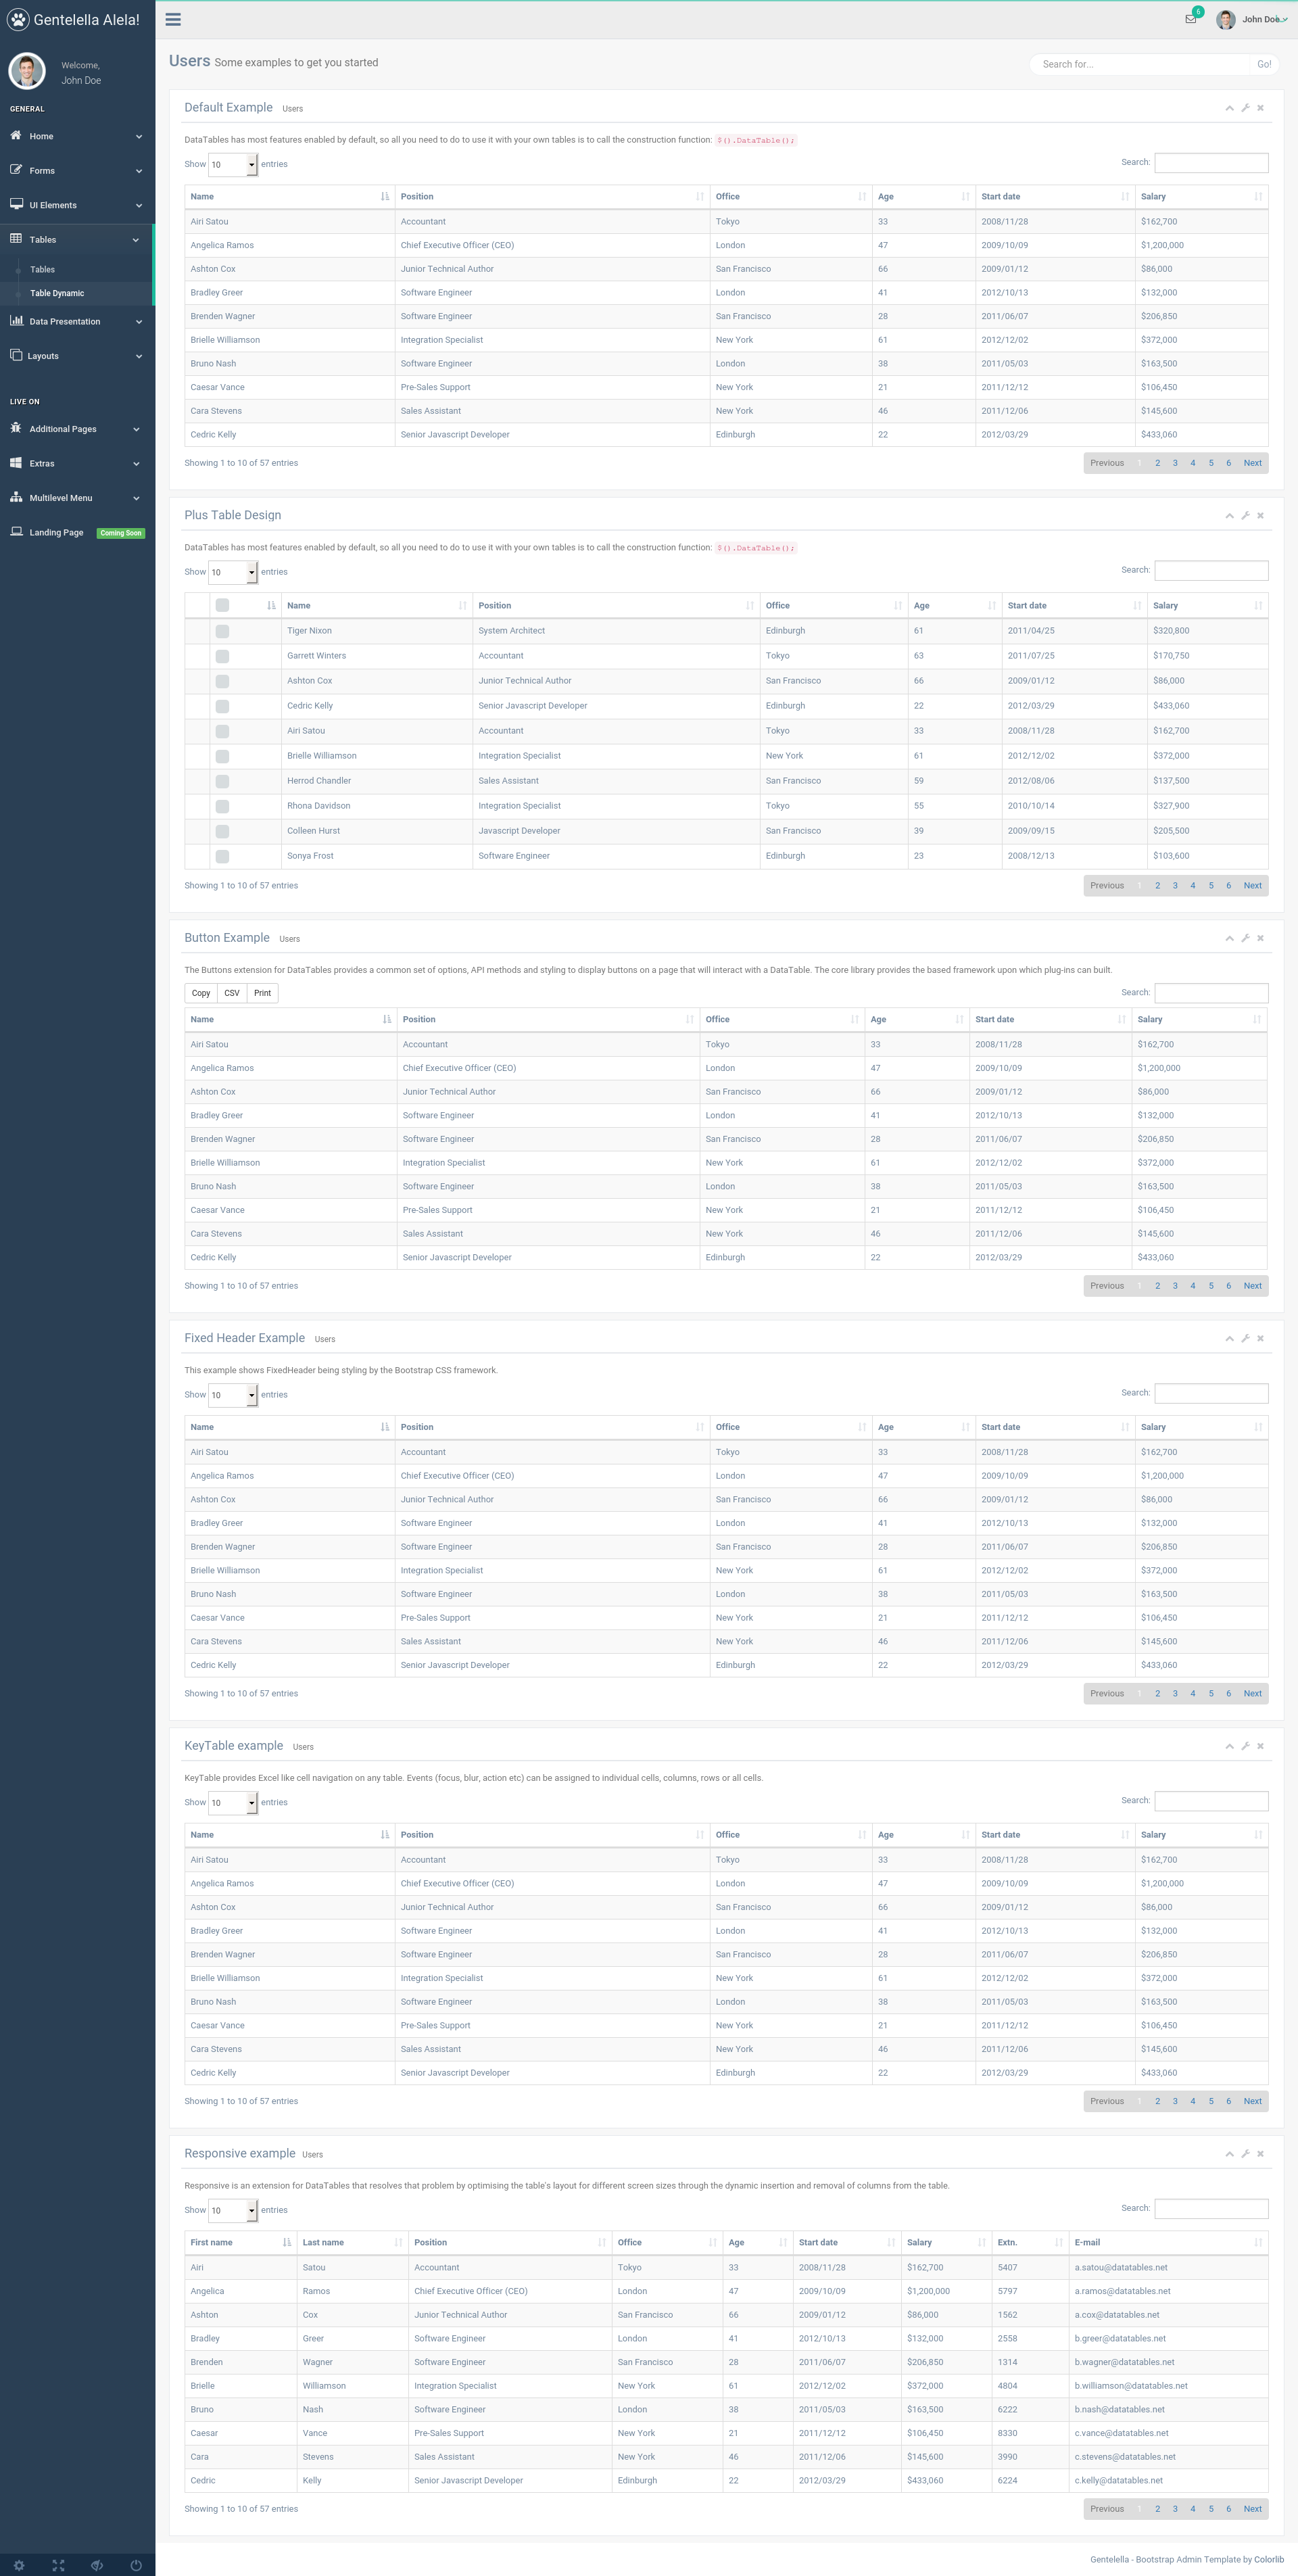 Gentelella Alela!
Welcome,
John Doe
GENERAL
Home
Forms
UI Elements
Tables
Tables
Table Dynamic
Data Presentation
Layouts
LIVE ON
Additional Pages
Extras
Multilevel Menu
Landing Page Coming Soon
6
John Doe
Users Some examples to get you started
Search for... Go!
Default Example Users
DataTables has most features enabled by default, so all you need to do to use it with your own tables is to call the construction function: $().DataTable();
Show 10 entries Search:
Name Position Office Age Start date Salary
Airi Satou Accountant Tokyo 33 2008/11/28 $162,700
Angelica Ramos Chief Executive Officer (CEO) London 47 2009/10/09 $1,200,000
Ashton Cox Junior Technical Author San Francisco 66 2009/01/12 $86,000
Bradley Greer Software Engineer London 41 2012/10/13 $132,000
Brenden Wagner Software Engineer San Francisco 28 2011/06/07 $206,850
Brielle Williamson Integration Specialist New York 61 2012/12/02 $372,000
Bruno Nash Software Engineer London 38 2011/05/03 $163,500
Caesar Vance Pre-Sales Support New York 21 2011/12/12 $106,450
Cara Stevens Sales Assistant New York 46 2011/12/06 $145,600
Cedric Kelly Senior Javascript Developer Edinburgh 22 2012/03/29 $433,060
Showing 1 to 10 of 57 entries Previous 1 2 3 4 5 6 Next
Plus Table Design
DataTables has most features enabled by default, so all you need to do to use it with your own tables is to call the construction function: $().DataTable();
Show 10 entries Search:
Name Position Office Age Start date Salary
Tiger Nixon System Architect Edinburgh 61 2011/04/25 $320,800
Garrett Winters Accountant Tokyo 63 2011/07/25 $170,750
Ashton Cox Junior Technical Author San Francisco 66 2009/01/12 $86,000
Cedric Kelly Senior Javascript Developer Edinburgh 22 2012/03/29 $433,060
Airi Satou Accountant Tokyo 33 2008/11/28 $162,700
Brielle Williamson Integration Specialist New York 61 2012/12/02 $372,000
Herrod Chandler Sales Assistant San Francisco 59 2012/08/06 $137,500
Rhona Davidson Integration Specialist Tokyo 55 2010/10/14 $327,900
Colleen Hurst Javascript Developer San Francisco 39 2009/09/15 $205,500
Sonya Frost Software Engineer Edinburgh 23 2008/12/13 $103,600
Showing 1 to 10 of 57 entries Previous 1 2 3 4 5 6 Next
Button Example Users
The Buttons extension for DataTables provides a common set of options, API methods and styling to display buttons on a page that will interact with a DataTable. The core library provides the based framework upon which plug-ins can built.
Copy CSV Print Search:
Name Position Office Age Start date Salary
Airi Satou Accountant Tokyo 33 2008/11/28 $162,700
Angelica Ramos Chief Executive Officer (CEO) London 47 2009/10/09 $1,200,000
Ashton Cox Junior Technical Author San Francisco 66 2009/01/12 $86,000
Bradley Greer Software Engineer London 41 2012/10/13 $132,000
Brenden Wagner Software Engineer San Francisco 28 2011/06/07 $206,850
Brielle Williamson Integration Specialist New York 61 2012/12/02 $372,000
Bruno Nash Software Engineer London 38 2011/05/03 $163,500
Caesar Vance Pre-Sales Support New York 21 2011/12/12 $106,450
Cara Stevens Sales Assistant New York 46 2011/12/06 $145,600
Cedric Kelly Senior Javascript Developer Edinburgh 22 2012/03/29 $433,060
Showing 1 to 10 of 57 entries Previous 1 2 3 4 5 6 Next
Fixed Header Example Users
This example shows FixedHeader being styling by the Bootstrap CSS framework.
Show 10 entries Search:
Name Position Office Age Start date Salary
Airi Satou Accountant Tokyo 33 2008/11/28 $162,700
Angelica Ramos Chief Executive Officer (CEO) London 47 2009/10/09 $1,200,000
Ashton Cox Junior Technical Author San Francisco 66 2009/01/12 $86,000
Bradley Greer Software Engineer London 41 2012/10/13 $132,000
Brenden Wagner Software Engineer San Francisco 28 2011/06/07 $206,850
Brielle Williamson Integration Specialist New York 61 2012/12/02 $372,000
Bruno Nash Software Engineer London 38 2011/05/03 $163,500
Caesar Vance Pre-Sales Support New York 21 2011/12/12 $106,450
Cara Stevens Sales Assistant New York 46 2011/12/06 $145,600
Cedric Kelly Senior Javascript Developer Edinburgh 22 2012/03/29 $433,060
Showing 1 to 10 of 57 entries Previous 1 2 3 4 5 6 Next
KeyTable example Users
KeyTable provides Excel like cell navigation on any table. Events (focus, blur, action etc) can be assigned to individual cells, columns, rows or all cells.
Show 10 entries Search:
Name Position Office Age Start date Salary
Airi Satou Accountant Tokyo 33 2008/11/28 $162,700
Angelica Ramos Chief Executive Officer (CEO) London 47 2009/10/09 $1,200,000
Ashton Cox Junior Technical Author San Francisco 66 2009/01/12 $86,000
Bradley Greer Software Engineer London 41 2012/10/13 $132,000
Brenden Wagner Software Engineer San Francisco 28 2011/06/07 $206,850
Brielle Williamson Integration Specialist New York 61 2012/12/02 $372,000
Bruno Nash Software Engineer London 38 2011/05/03 $163,500
Caesar Vance Pre-Sales Support New York 21 2011/12/12 $106,450
Cara Stevens Sales Assistant New York 46 2011/12/06 $145,600
Cedric Kelly Senior Javascript Developer Edinburgh 22 2012/03/29 $433,060
Showing 1 to 10 of 57 entries Previous 1 2 3 4 5 6 Next
Responsive example Users
Responsive is an extension for DataTables that resolves that problem by optimising the table's layout for different screen sizes through the dynamic insertion and removal of columns from the table.
Show 10 entries Search:
First name Last name Position Office Age Start date Salary Extn. E-mail
Airi Satou Accountant Tokyo 33 2008/11/28 $162,700 5407 a.satou@datatables.net
Angelica Ramos Chief Executive Officer (CEO) London 47 2009/10/09 $1,200,000 5797 a.ramos@datatables.net
Ashton Cox Junior Technical Author San Francisco 66 2009/01/12 $86,000 1562 a.cox@datatables.net
Bradley Greer Software Engineer London 41 2012/10/13 $132,000 2558 b.greer@datatables.net
Brenden Wagner Software Engineer San Francisco 28 2011/06/07 $206,850 1314 b.wagner@datatables.net
Brielle Williamson Integration Specialist New York 61 2012/12/02 $372,000 4804 b.williamson@datatables.net
Bruno Nash Software Engineer London 38 2011/05/03 $163,500 6222 b.nash@datatables.net
Caesar Vance Pre-Sales Support New York 21 2011/12/12 $106,450 8330 c.vance@datatables.net
Cara Stevens Sales Assistant New York 46 2011/12/06 $145,600 3990 c.stevens@datatables.net
Cedric Kelly Senior Javascript Developer Edinburgh 22 2012/03/29 $433,060 6224 c.kelly@datatables.net
Showing 1 to 10 of 57 entries Previous 1 2 3 4 5 6 Next
Gentelella - Bootstrap Admin Template by Colorlib